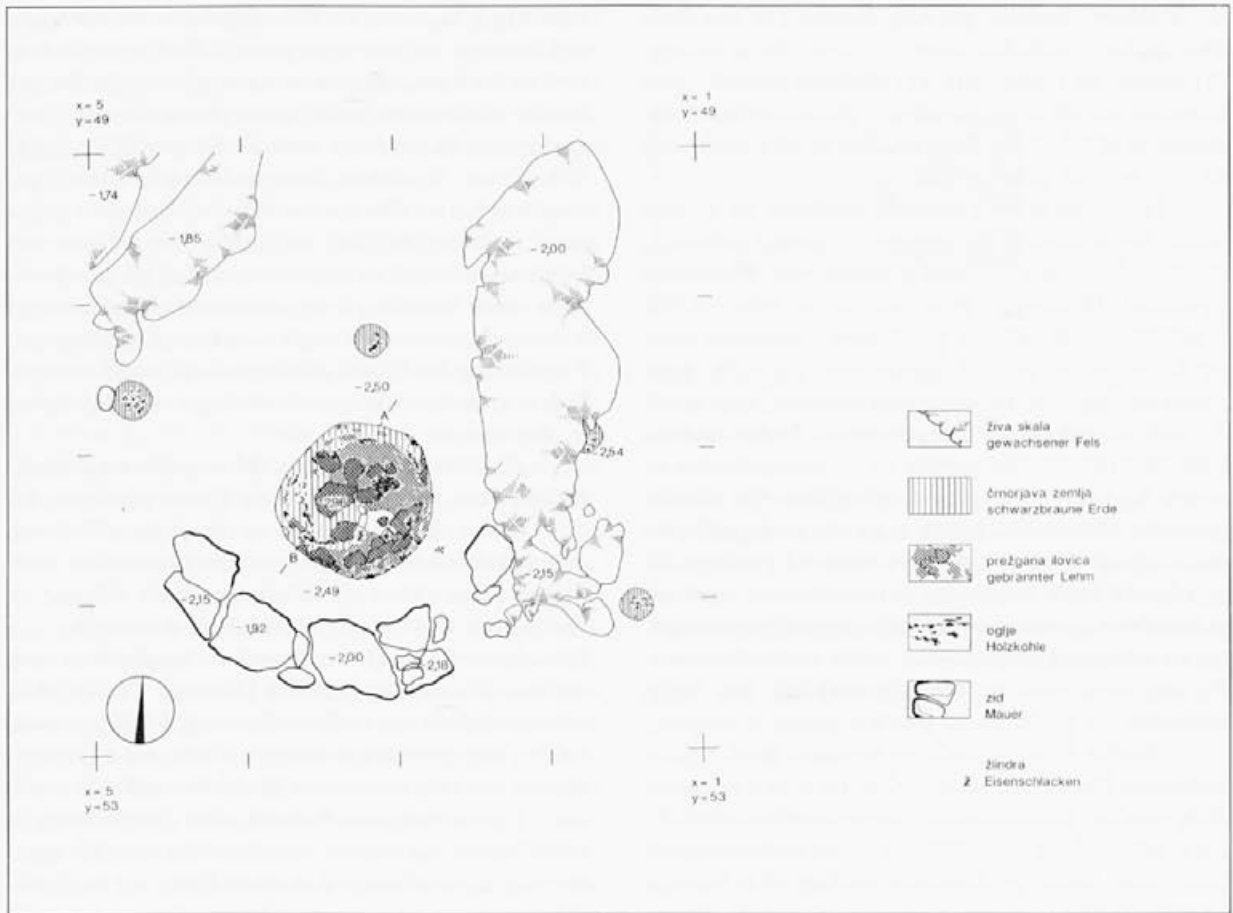 x= 5
y=49
x= 1
y=49
-1,74
-1,85
-2,00
-2,50
A
-2,54
B
-2,49
-2,15
-2,15
-1,92
-2,00
-2,18
x= 5
y=53
x= 1
y=53
živa skala
gewachsener Fels
črnorjava zemlja
schwarzbraune Erde
prežgana ilovica
gebrannter Lehm
oglje
Holzkohle
zid
Mauer
žlindra
ž Eisenschlacken